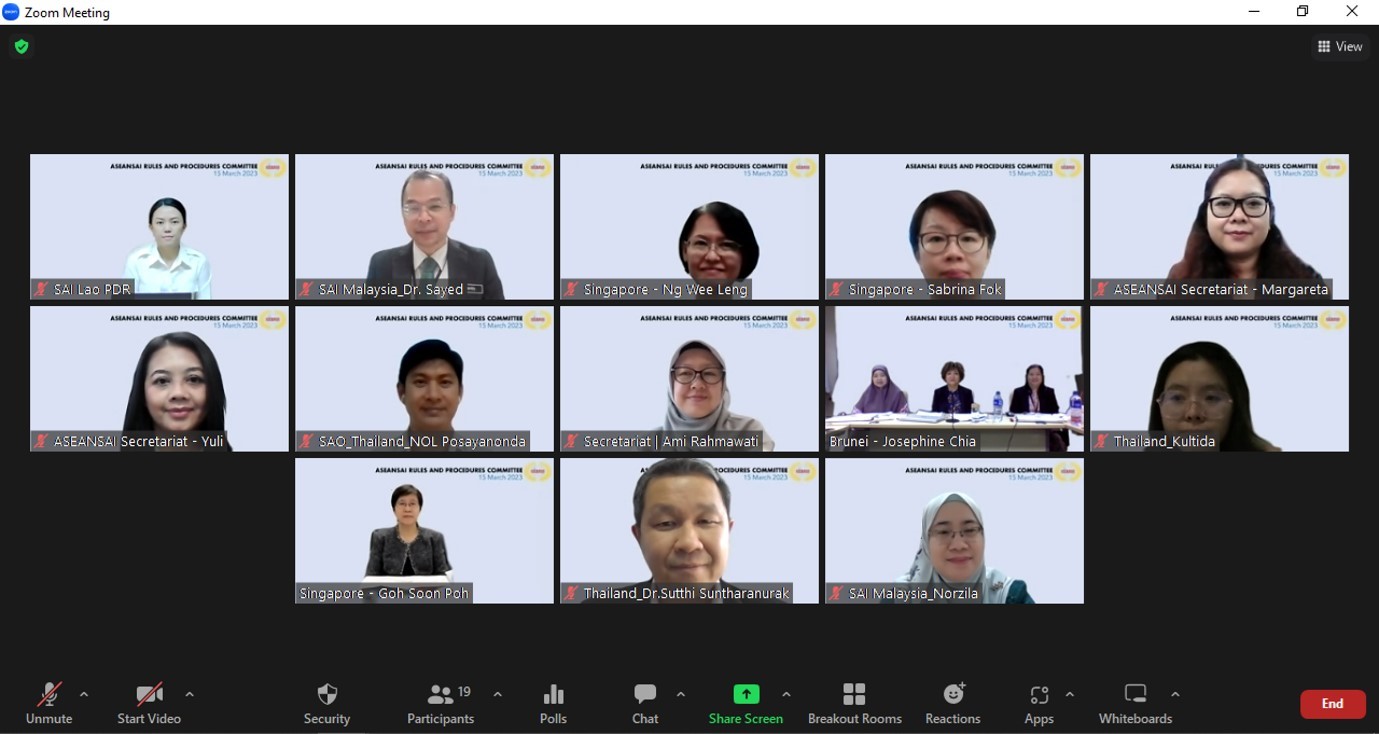 Zoom Meeting
View
ASEANSAI RULES AND PROCEDURES COMMITTEE
15 March 2023
SAI Lao PDR
ASEANSAI RULES AND PROCEDURES COMMITTEE
15 March 2023
SAI Malaysia_Dr. Sayed
ASEANSAI RULES AND PROCEDURES COMMITTEE
15 March 2023
Singapore - Ng Wee Leng
ASEANSAI RULES AND PROCEDURES COMMITTEE
15 March 2023
Singapore - Sabrina Fok
ASEANSAI RU
CEDURES COMMITTEE
15 March 2023
ASEANSAI Secretariat - Margareta
ASEANSAI RULES AND PROCEDURES COMMITTEE
15 March 2023
ASEANSAI Secretariat - Yuli
ASEANSAI RULES AND PROCEDURES COMMITTEE
15 March 2023
SAO_Thailand_NOL Posayanonda
ASEANSAI RULES AND PROCEDURES COMMITTEE
15 March 2023
Secretariat | Ami Rahmawati
ASEANSAI RULES AND PROCEDURES COMMITTEE
15 March 2023
Brunei - Josephine Chia
ASEANSAI RULES AND PROCEDURES COMMITTEE
15 March 2023
Thailand_Kultida
ASEANSAI RULES AND PROCEDURES COMMITTEE
15 March 2023
Singapore - Goh Soon Poh
ASEANSAI PROCEDURES COMMITTEE
15 March 2023
Thailand_Dr.Sutthi Suntharanurak
ASEANSAI RULES AND PROCEDURES COMMITTEE
15 March 2023
SAI Malaysia_Norzila
Unmute
Start Video
Security
19
Participants
Polls
Chat
Share Screen
Breakout Rooms
Reactions
Apps
Whiteboards
End